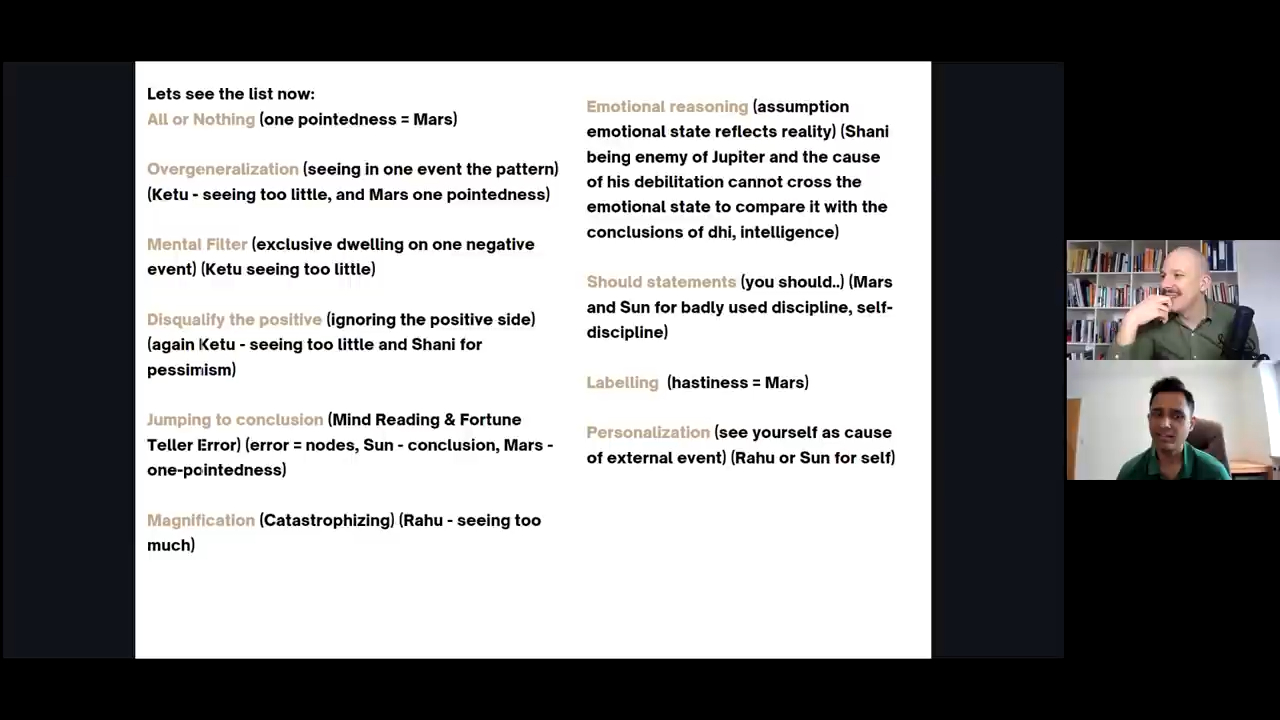 Lets see the list now:
All or Nothing (one pointedness = Mars)
Overgeneralization (seeing in one event the pattern)
(Ketu - seeing too little, and Mars one pointedness)
Mental Filter (exclusive dwelling on one negative
event) (Ketu seeing too little)
Disqualify the positive (ignoring the positive side)
(again Ketu - seeing too little and Shani for
pessimism)
Jumping to conclusion (Mind Reading & Fortune
Teller Error) (error = nodes, Sun - conclusion, Mars -
one-pointedness)
Magnification (Catastrophizing) (Rahu - seeing too
much)
Emotional reasoning (assumption
emotional state reflects reality) (Shani
being enemy of Jupiter and the cause
of his debilitation cannot cross the
emotional state to compare it with the
conclusions of dhi, intelligence)
Should statements (you should..) (Mars
and Sun for badly used discipline, self-
discipline)
Labelling (hastiness = Mars)
Personalization (see yourself as cause
of external event) (Rahu or Sun for self)